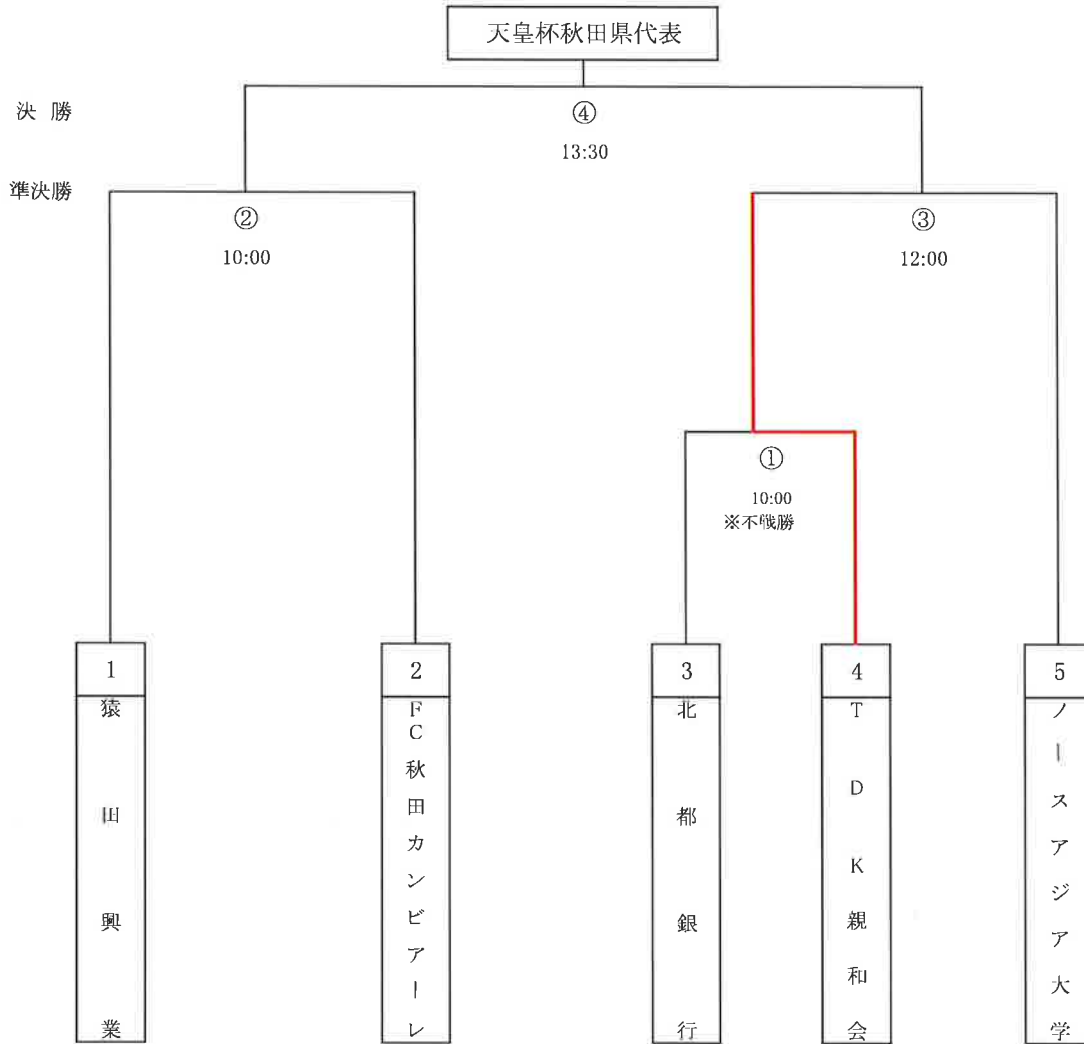 天皇杯秋田県代表
決 勝
④
13:30
準決勝
②
10:00
③
12:00
①
10:00
※不戦勝
1
猿田興業
2
FC秋田カンビアーレ
3
北都銀行
4
TDK親和会
5
ノースアジア大学